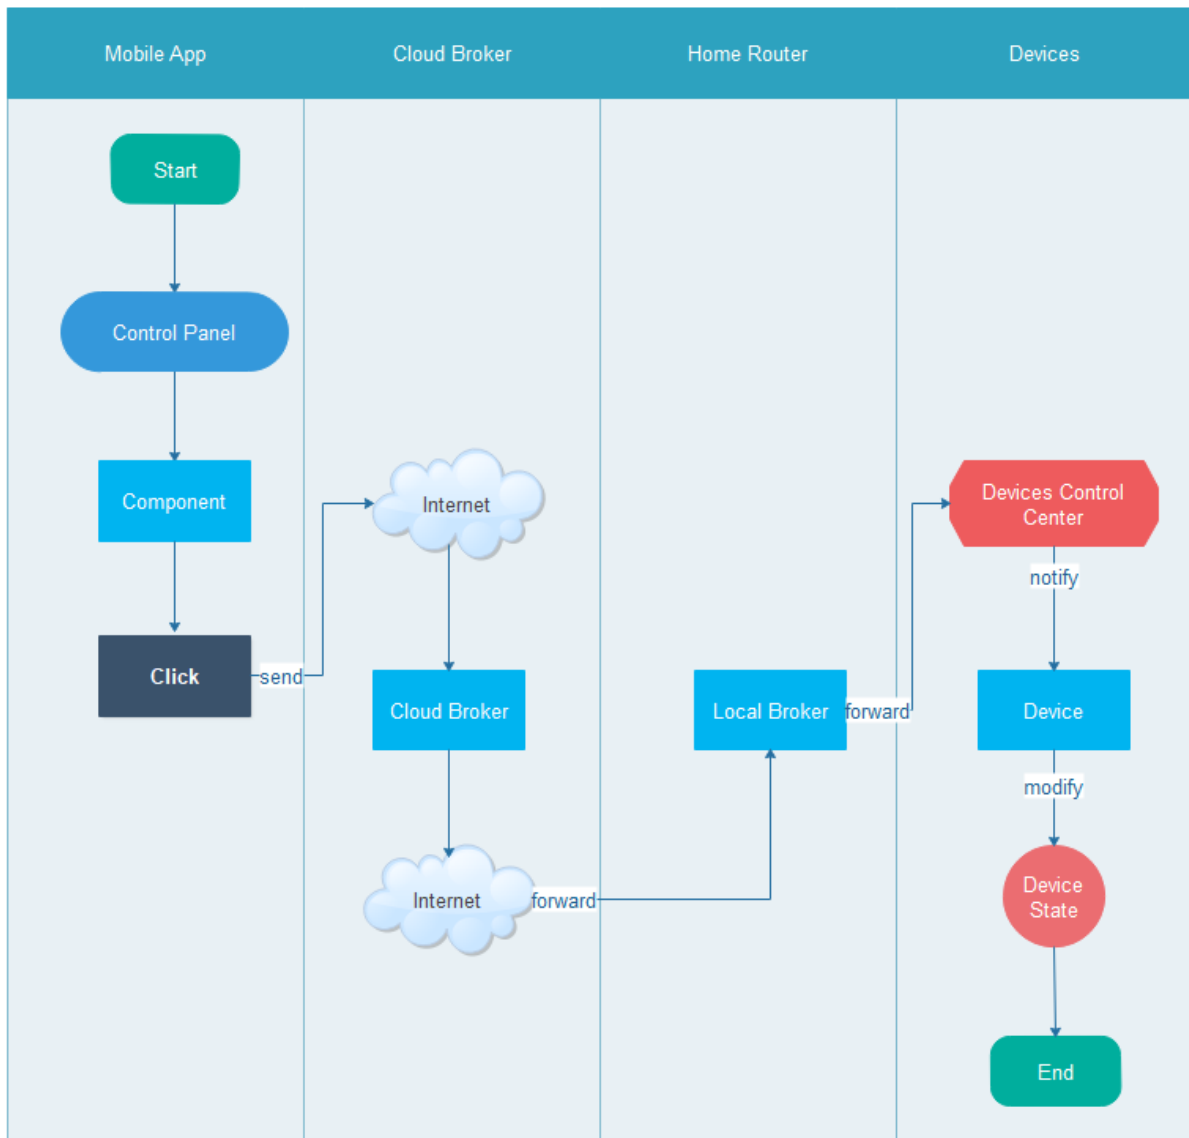 Mobile App
Cloud Broker
Home Router
Devices
Start
Control Panel
Component
Click
send
Internet
Cloud Broker
Internet
forward
Local Broker
forward
Devices Control
Center
notify
Device
modify
Device
State
End